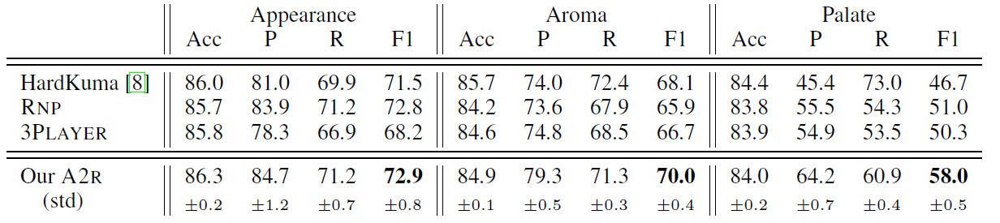 Appearance Aroma Palate
Acc P R F1 Acc P R F1 Acc P R F1
HardKuma [8] 86.0 81.0 69.9 71.5 85.7 74.0 72.4 68.1 84.4 45.4 73.0 46.7
RNP 85.7 83.9 71.2 72.8 84.2 73.6 67.9 65.9 83.8 55.5 54.3 51.0
3PLAYER 85.8 78.3 66.9 68.2 84.6 74.8 68.5 66.7 83.9 54.9 53.5 50.3
Our A2R 86.3 84.7 71.2 72.9 84.9 79.3 71.3 70.0 84.0 64.2 60.9 58.0
(std) ±0.2 ±1.2 ±0.7 ±0.8 ±0.1 ±0.5 ±0.3 ±0.4 ±0.2 ±0.7 ±0.4 ±0.5